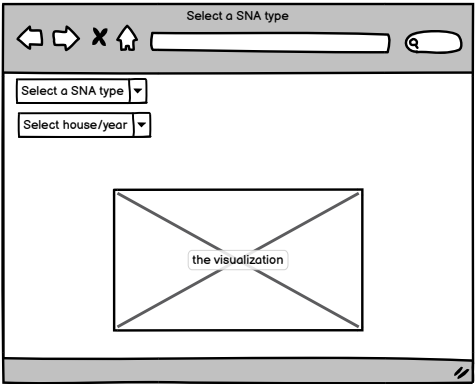 Select a SNA type
Select a SNA type
Select house/year
the visualization